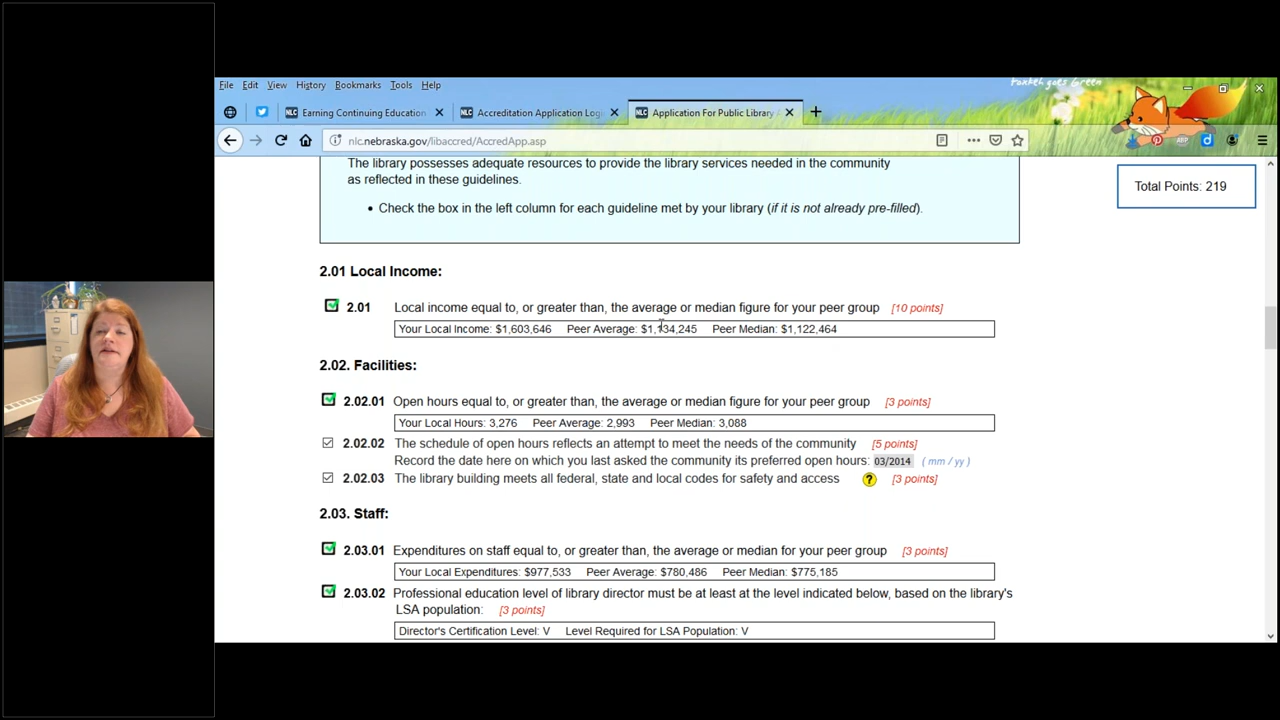 foxkeh goes Green
File Edit View History Bookmarks Tools Help
NLC Earning Continuing Education
NLC Accreditation Application Logi
NLC Application For Public Library A
nlc.nebraska.gov/libaccred/AccredApp.asp
ABP
The library possesses adequate resources to provide the library services needed in the community
as reflected in these guidelines.
• Check the box in the left column for each guideline met by your library (if it is not already pre-filled).
Total Points: 219
2.01 Local Income:
2.01 Local income equal to, or greater than, the average or median figure for your peer group [10 points]
Your Local Income: $1,603,646 Peer Average: $1,134,245 Peer Median: $1,122,464
2.02. Facilities:
2.02.01 Open hours equal to, or greater than, the average or median figure for your peer group [3 points]
Your Local Hours: 3,276 Peer Average: 2,993 Peer Median: 3,088
2.02.02 The schedule of open hours reflects an attempt to meet the needs of the community [5 points]
Record the date here on which you last asked the community its preferred open hours: 03/2014 ( mm / yy )
2.02.03 The library building meets all federal, state and local codes for safety and access ? [3 points]
2.03. Staff:
2.03.01 Expenditures on staff equal to, or greater than, the average or median for your peer group [3 points]
Your Local Expenditures: $977,533 Peer Average: $780,486 Peer Median: $775,185
2.03.02 Professional education level of library director must be at least at the level indicated below, based on the library's
LSA population: [3 points]
Director's Certification Level: V Level Required for LSA Population: V